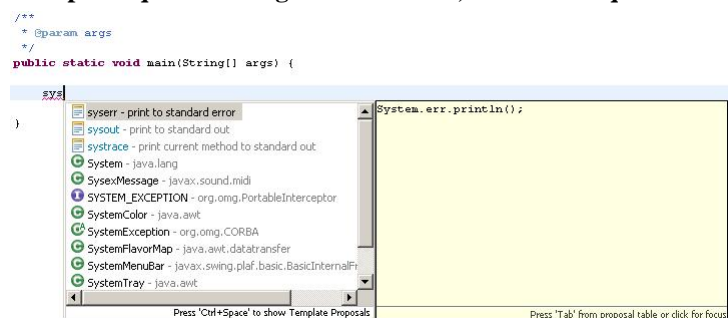 /**
* @param args
*/
public static void main(String[] args) {
sys
}
syserr - print to standard error
sysout - print to standard out
systrace - print current method to standard out
System - java.lang
SysexMessage - javax.sound.midi
SYSTEM_EXCEPTION - org.omg.PortableInterceptor
SystemColor - java.awt
SystemException - org.omg.CORBA
SystemFlavorMap - java.awt.datatransfer
SystemMenuBar - javax.swing.plaf.basic.BasicInternalFr
SystemTray - java.awt
Press 'Ctrl+Space' to show Template Proposals
System.err.println();
Press 'Tab' from proposal table or click for focus